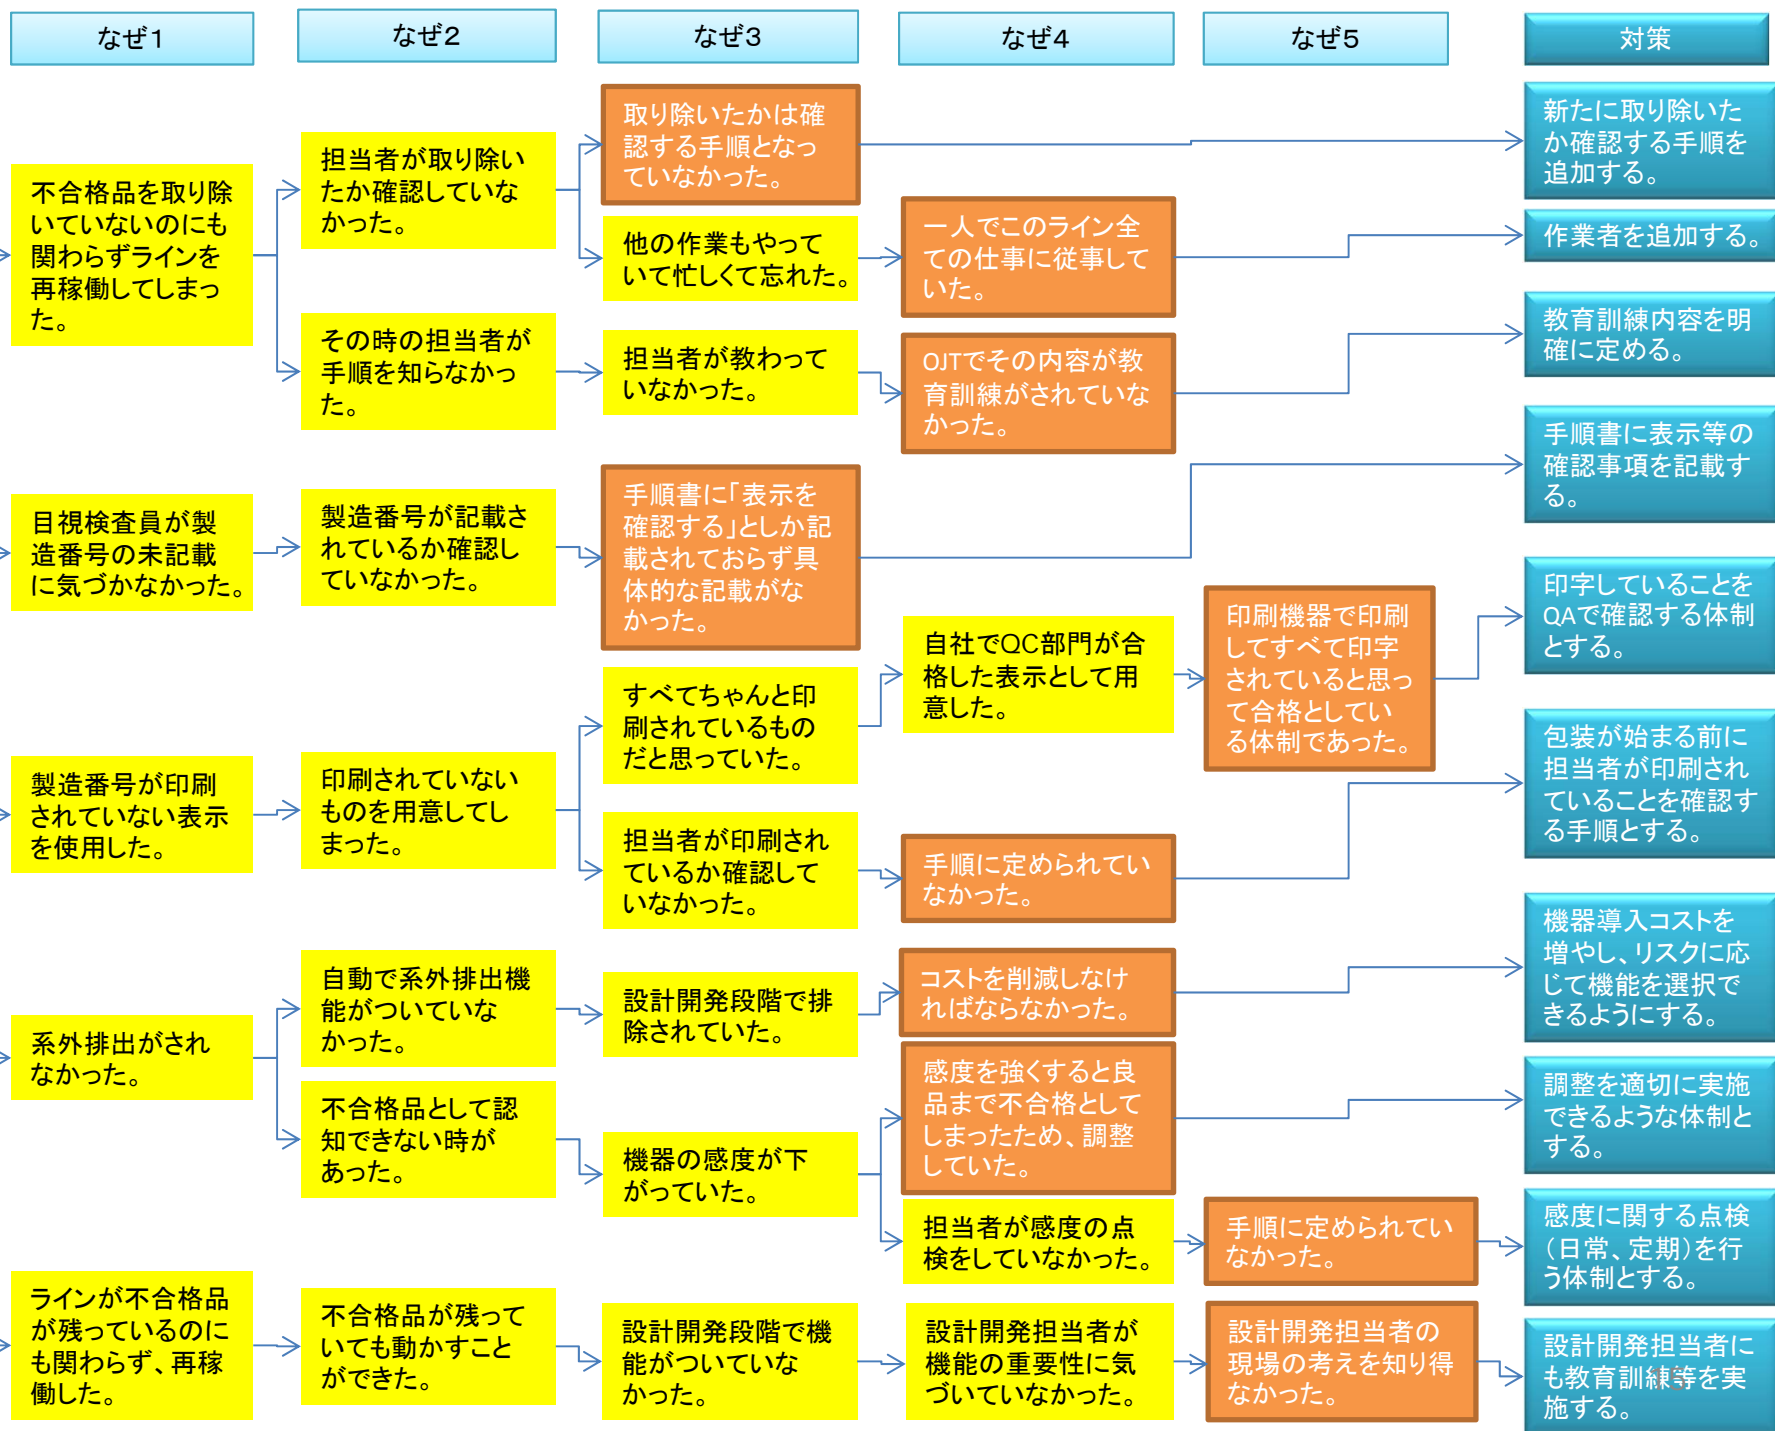 なぜ１
なぜ２
なぜ３
なぜ４
なぜ５
対策
不合格品を取り除
いていないのにも
関わらずラインを
再稼働してしまっ
た。
担当者が取り除い
たか確認していな
かった。
取り除いたかは確
認する手順となっ
ていなかった。
新たに取り除いた
か確認する手順を
追加する。
他の作業もやって
いて忙しくて忘れた。
一人でこのライン全
ての仕事に従事して
いた。
作業者を追加する。
その時の担当者が
手順を知らなかっ
た。
担当者が教わって
いなかった。
OJTでその内容が教
育訓練がされていな
かった。
教育訓練内容を明
確に定める。
目視検査員が製
造番号の未記載
に気づかなかった。
製造番号が記載さ
れているか確認し
ていなかった。
手順書に「表示を
確認する」としか記
載されておらず具
体的な記載がな
かった。
手順書に表示等の
確認事項を記載す
る。
製造番号が印刷
されていない表示
を使用した。
印刷されていない
ものを用意してし
まった。
すべてちゃんと印
刷されているもの
だと思っていた。
自社でQC部門が合
格した表示として用
意した。
印刷機器で印刷
してすべて印字
されていると思っ
て合格としてい
る体制であった。
印字していることを
QAで確認する体制
とする。
担当者が印刷され
ているか確認して
いなかった。
手順に定められてい
なかった。
包装が始まる前に
担当者が印刷され
ていることを確認す
る手順とする。
系外排出がされ
なかった。
自動で系外排出機
能がついていな
かった。
設計開発段階で排
除されていた。
コストを削減しなけ
ればならなかった。
機器導入コストを
増やし、リスクに応
じて機能を選択で
きるようにする。
不合格品として認
知できない時が
あった。
機器の感度が下
がっていた。
感度を強くすると良
品まで不合格として
しまったため、調整
していた。
調整を適切に実施
できるような体制と
する。
担当者が感度の点
検をしていなかった。
手順に定められてい
なかった。
感度に関する点検
（日常、定期）を行
う体制とする。
ラインが不合格品
が残っているのに
も関わらず、再稼
働した。
不合格品が残って
いても動かすこと
ができた。
設計開発段階で機
能がついていな
かった。
設計開発担当者が
機能の重要性に気
づいていなかった。
設計開発担当者の
現場の考えを知り得
なかった。
設計開発担当者に
も教育訓練等を実
施する。